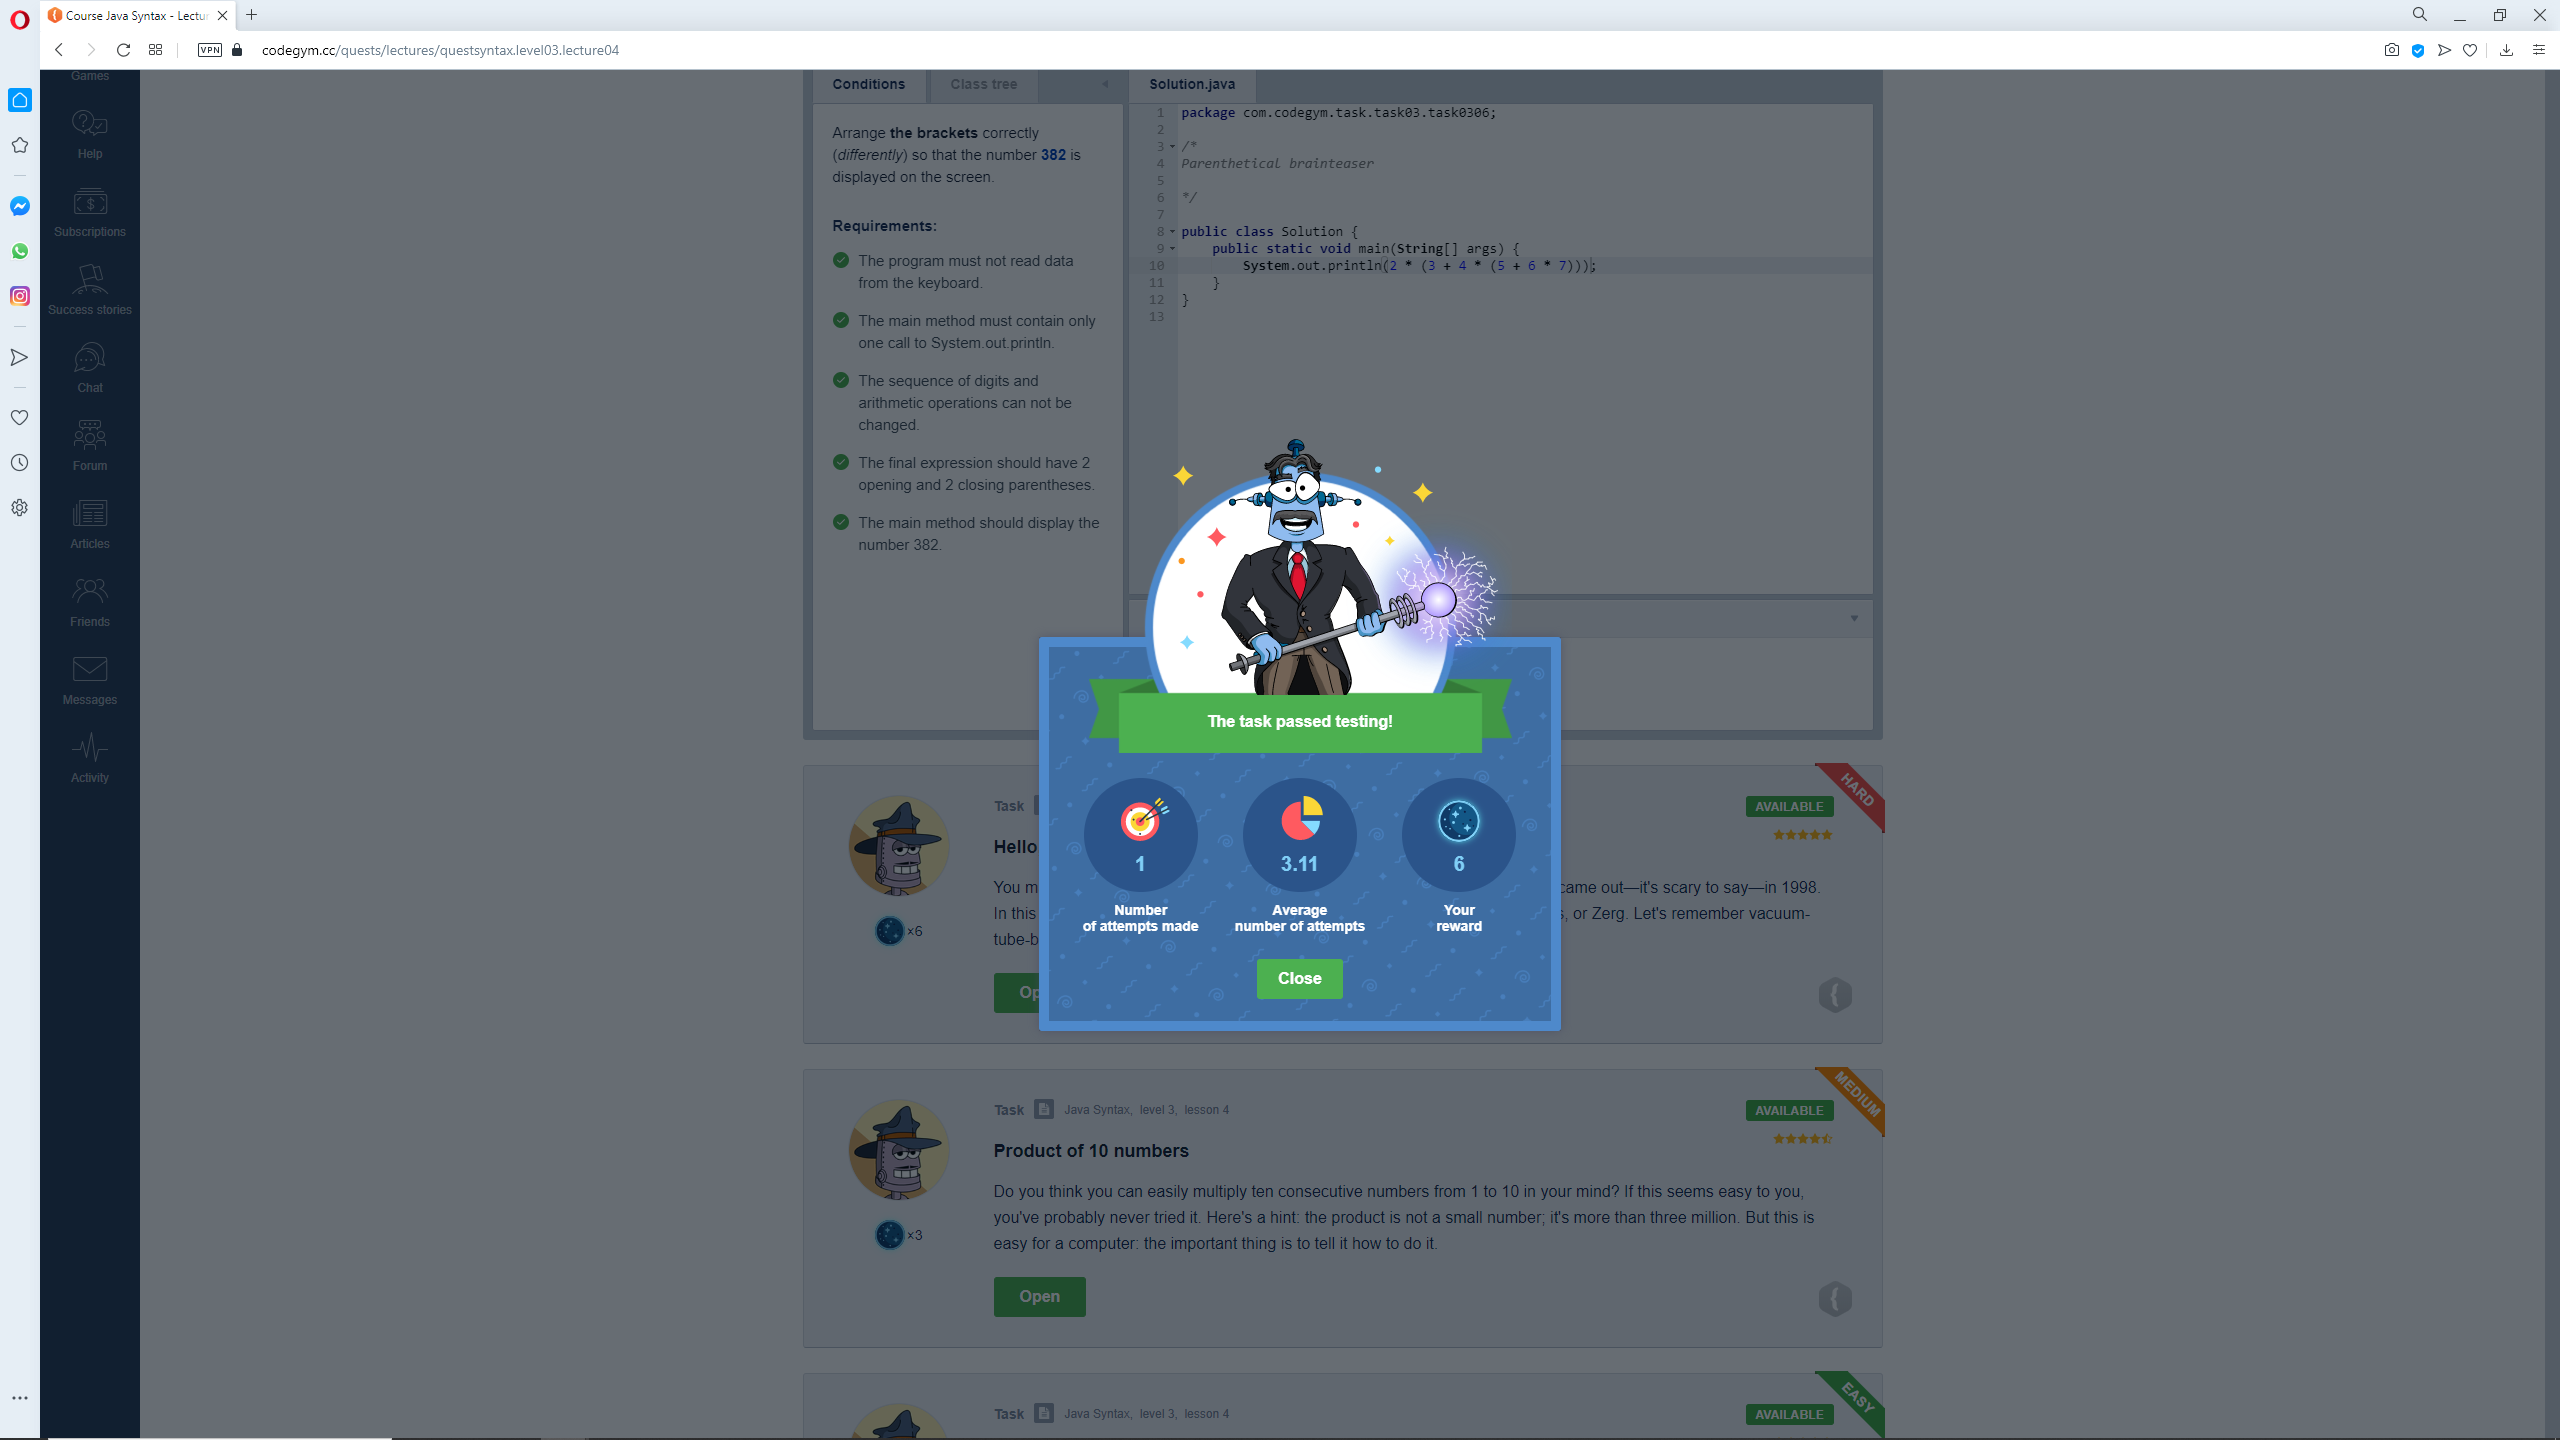 Course Java Syntax - Lectu
VPN
codegym.cc/quests/lectures/questsyntax.level03.lecture04
Games
Help
Subscriptions
Success stories
Chat
Forum
Articles
Friends
Messages
Activity
Conditions
Class tree
Arrange the brackets correctly
(differently) so that the number 382 is
displayed on the screen.
Requirements:
The program must not read data
from the keyboard.
The main method must contain only
one call to System.out.println.
The sequence of digits and
arithmetic operations can not be
changed.
The final expression should have 2
opening and 2 closing parentheses.
The main method should display the
number 382.
Solution.java
1 package com.codegym.task.task03.task0306;
2
3 /*
4 Parenthetical brainteaser
5
6 */
7
8 public class Solution {
9 public static void main(String[] args) {
10 System.out.println(2 * (3 + 4 * (5 + 6 * 7)));
11 }
12 }
13
The task passed testing!
1
Number
of attempts made
3.11
Average
number of attempts
6
Your
reward
Close
Task
AVAILABLE
HARD
Hello
You m
came out—it's scary to say—in 1998.
In this
, or Zerg. Let's remember vacuum-
tube-b
×6
Op
Task
Java Syntax, level 3, lesson 4
AVAILABLE
MEDIUM
Product of 10 numbers
Do you think you can easily multiply ten consecutive numbers from 1 to 10 in your mind? If this seems easy to you,
you've probably never tried it. Here's a hint: the product is not a small number; it's more than three million. But this is
easy for a computer: the important thing is to tell it how to do it.
×3
Open
Task
Java Syntax, level 3, lesson 4
AVAILABLE
EASY